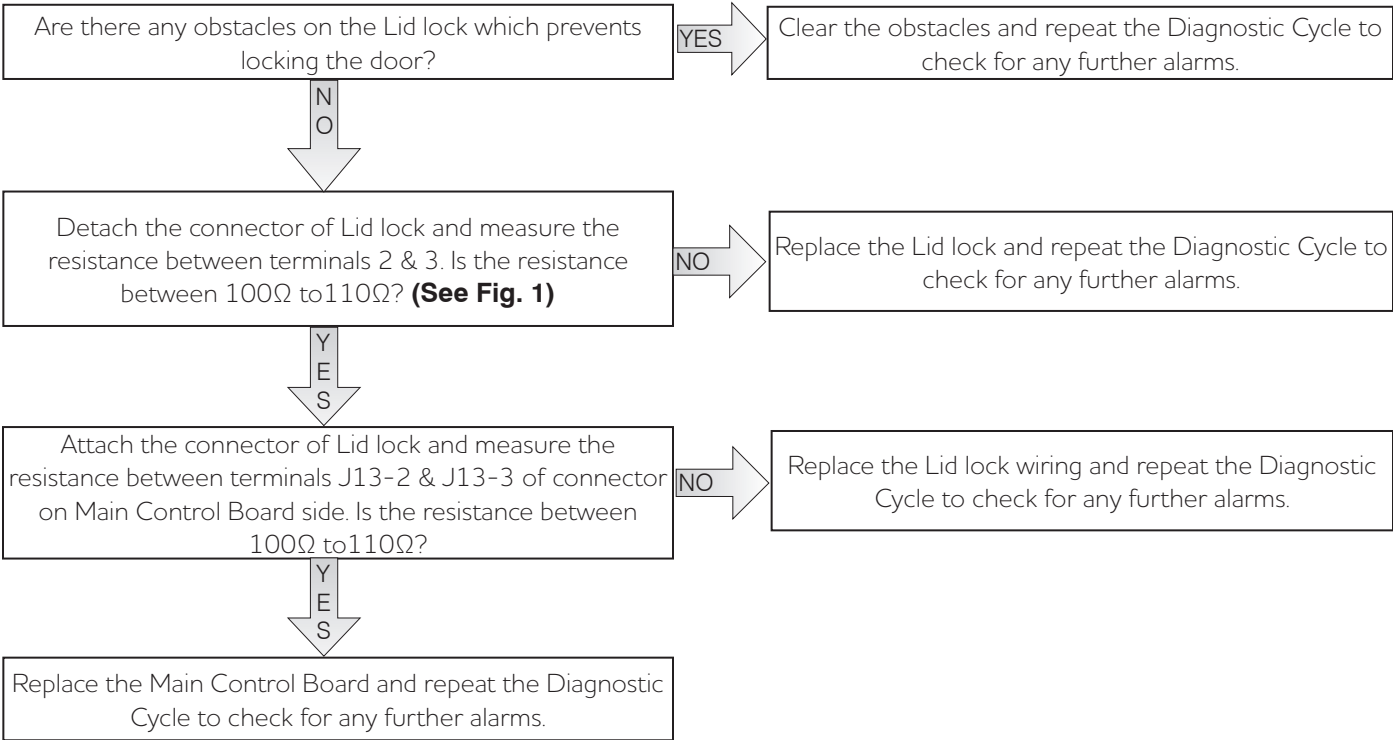 Are there any obstacles on the Lid lock which prevents
locking the door?
YES
Clear the obstacles and repeat the Diagnostic Cycle to
check for any further alarms.
N
O
Detach the connector of Lid lock and measure the
resistance between terminals 2 & 3. Is the resistance
between 100Ω to110Ω? (See Fig. 1)
NO
Replace the Lid lock and repeat the Diagnostic Cycle to
check for any further alarms.
Y
E
S
Attach the connector of Lid lock and measure the
resistance between terminals J13-2 & J13-3 of connector
on Main Control Board side. Is the resistance between
100Ω to110Ω?
NO
Replace the Lid lock wiring and repeat the Diagnostic
Cycle to check for any further alarms.
Y
E
S
Replace the Main Control Board and repeat the Diagnostic
Cycle to check for any further alarms.